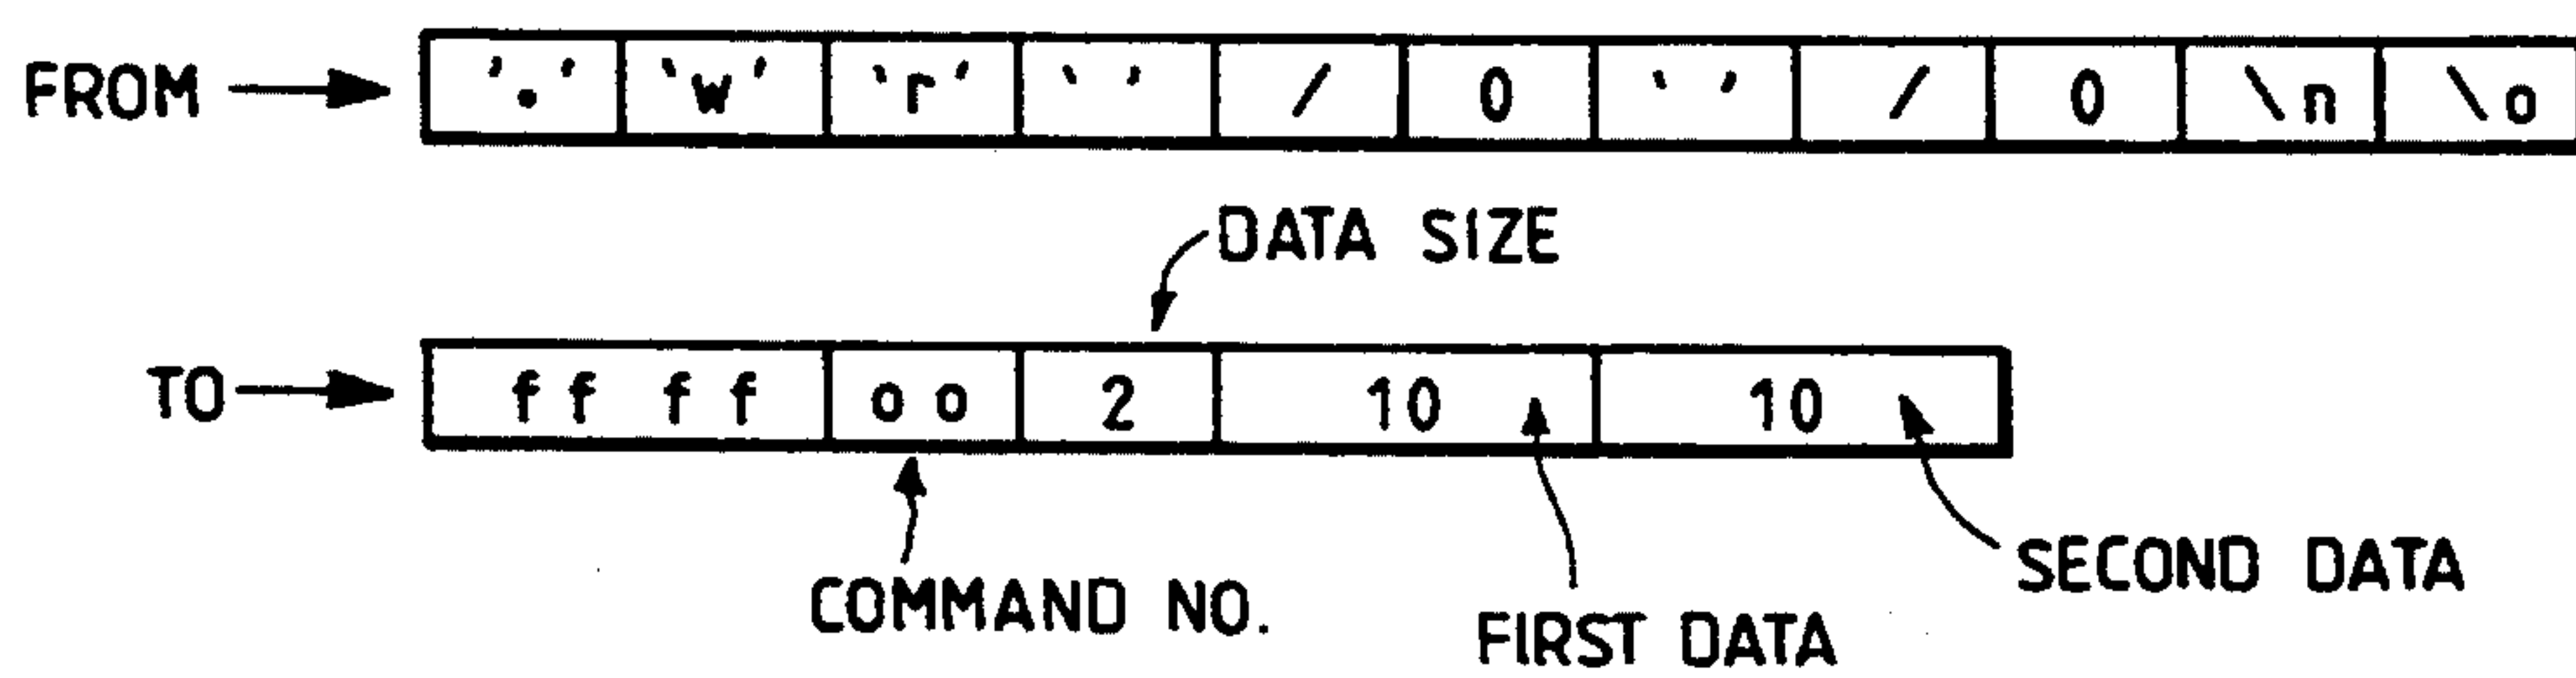 FROM '.' 'w' 'r' ' ' / 0 ' ' / 0 \n \o
DATA SIZE
TO ff ff oo 2 10 10
COMMAND NO.
SECOND DATA
FIRST DATA